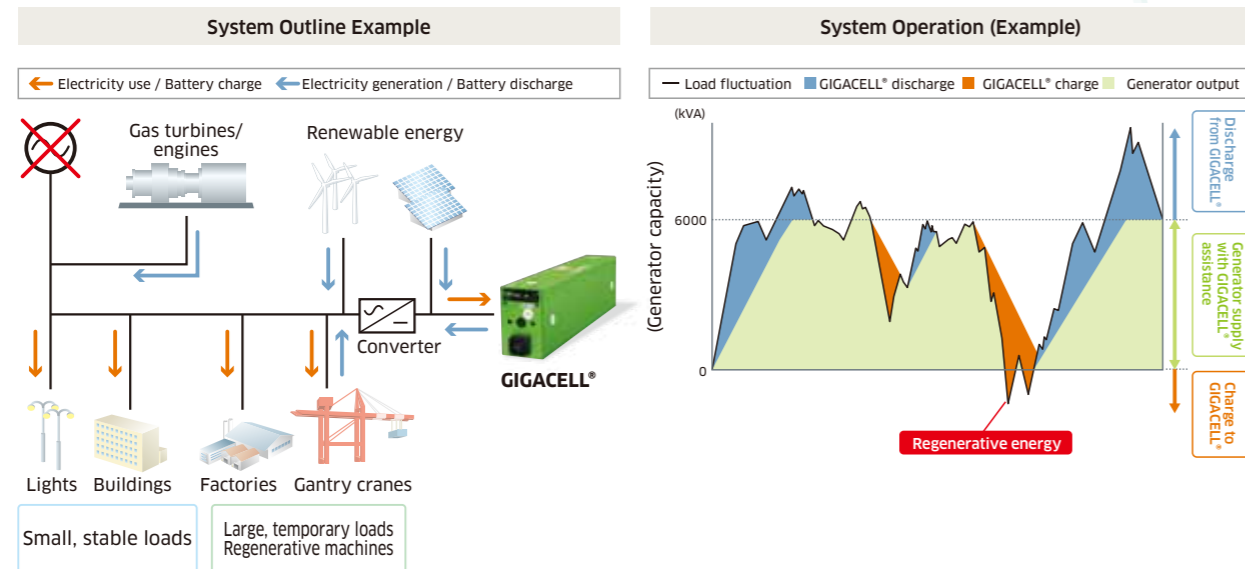 System Outline Example
Electricity use / Battery charge
Electricity generation / Battery discharge
Gas turbines/
engines
Renewable energy
Converter
GIGACELL®
Lights
Buildings
Factories
Gantry cranes
Small, stable loads
Large, temporary loads
Regenerative machines
System Operation (Example)
Load fluctuation
GIGACELL® discharge
GIGACELL® charge
Generator output
(kVA)
(Generator capacity)
6000
0
Regenerative energy
Discharge
from GIGACELL®
Generator supply
with GIGACELL®
assistance
Charge to
GIGACELL®